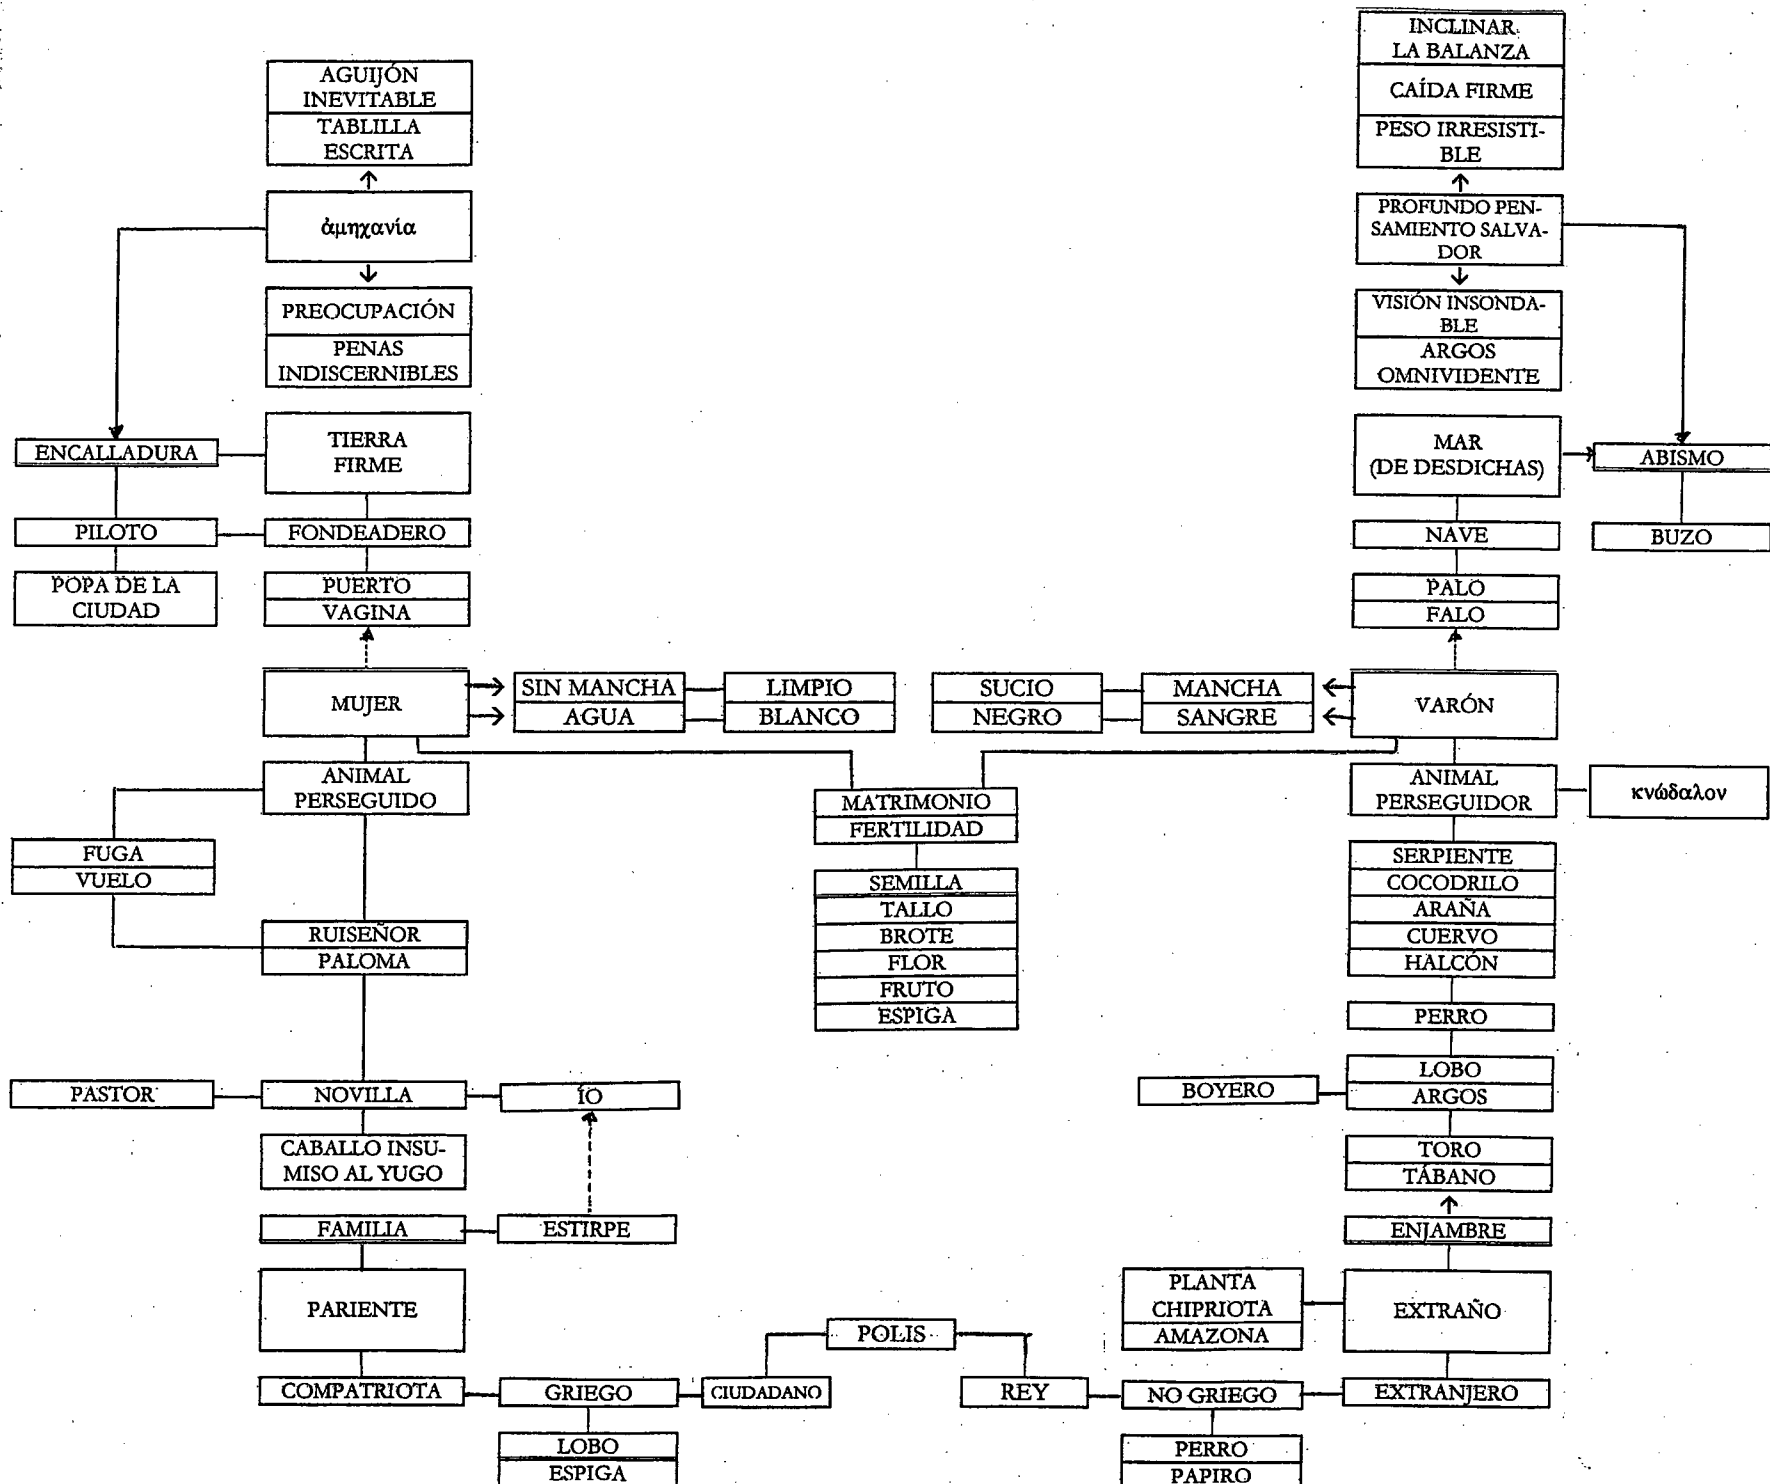 INCLINAR
LA BALANZA
CAÍDA FIRME
PESO IRRESISTI-
BLE
AGUIJÓN
INEVITABLE
TABLILLA
ESCRITA
ἀμηχανία
PROFUNDO PEN-
SAMIENTO SALVA-
DOR
PREOCUPACIÓN
PENAS
INDISCERNIBLES
VISIÓN INSONDA-
BLE
ARGOS
OMNIVIDENTE
ENCALLADURA
TIERRA
FIRME
MAR
(DE DESDICHAS)
ABISMO
PILOTO
FONDEADERO
NAVE
BUZO
POPA DE LA
CIUDAD
PUERTO
VAGINA
PALO
FALO
MUJER
SIN MANCHA
AGUA
LIMPIO
BLANCO
SUCIO
NEGRO
MANCHA
SANGRE
VARÓN
ANIMAL
PERSEGUIDO
MATRIMONIO
FERTILIDAD
ANIMAL
PERSEGUIDOR
κνώδαλον
FUGA
VUELO
SEMILLA
TALLO
BROTE
FLOR
FRUTO
ESPIGA
SERPIENTE
COCODRILO
ARAÑA
CUERVO
HALCÓN
RUISEÑOR
PALOMA
PERRO
PASTOR
NOVILLA
ÍO
BOYERO
LOBO
ARGOS
CABALLO INSU-
MISO AL YUGO
TORO
TÁBANO
FAMILIA
ESTIRPE
ENJAMBRE
PARIENTE
PLANTA
CHIPRIOTA
AMAZONA
EXTRAÑO
POLIS
COMPATRIOTA
GRIEGO
CIUDADANO
REY
NO GRIEGO
EXTRANJERO
LOBO
ESPIGA
PERRO
PAPIRO